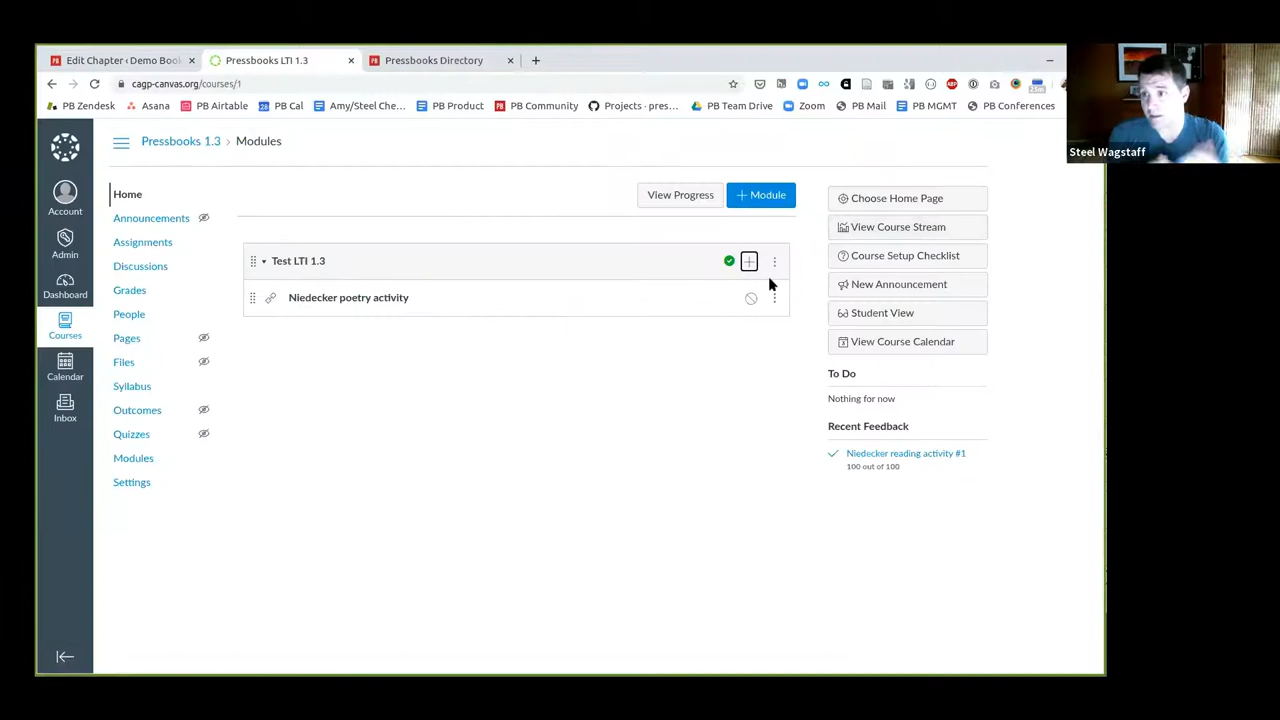 Edit Chapter ‹ Demo Boo
Pressbooks LTI 1.3
Pressbooks Directory
cagp-canvas.org/courses/1
PB Zendesk
Asana
PB Airtable
PB Cal
Amy/Steel Che...
PB Product
PB Community
Projects · pres...
PB Team Drive
Zoom
PB Mail
PB MGMT
PB Conferences
Steel Wagstaff
Pressbooks 1.3 › Modules
Account
Admin
Dashboard
Courses
Calendar
Inbox
Home
Announcements
Assignments
Discussions
Grades
People
Pages
Files
Syllabus
Outcomes
Quizzes
Modules
Settings
View Progress
+ Module
Test LTI 1.3
Niedecker poetry activity
Choose Home Page
View Course Stream
Course Setup Checklist
New Announcement
Student View
View Course Calendar
To Do
Nothing for now
Recent Feedback
Niedecker reading activity #1
100 out of 100